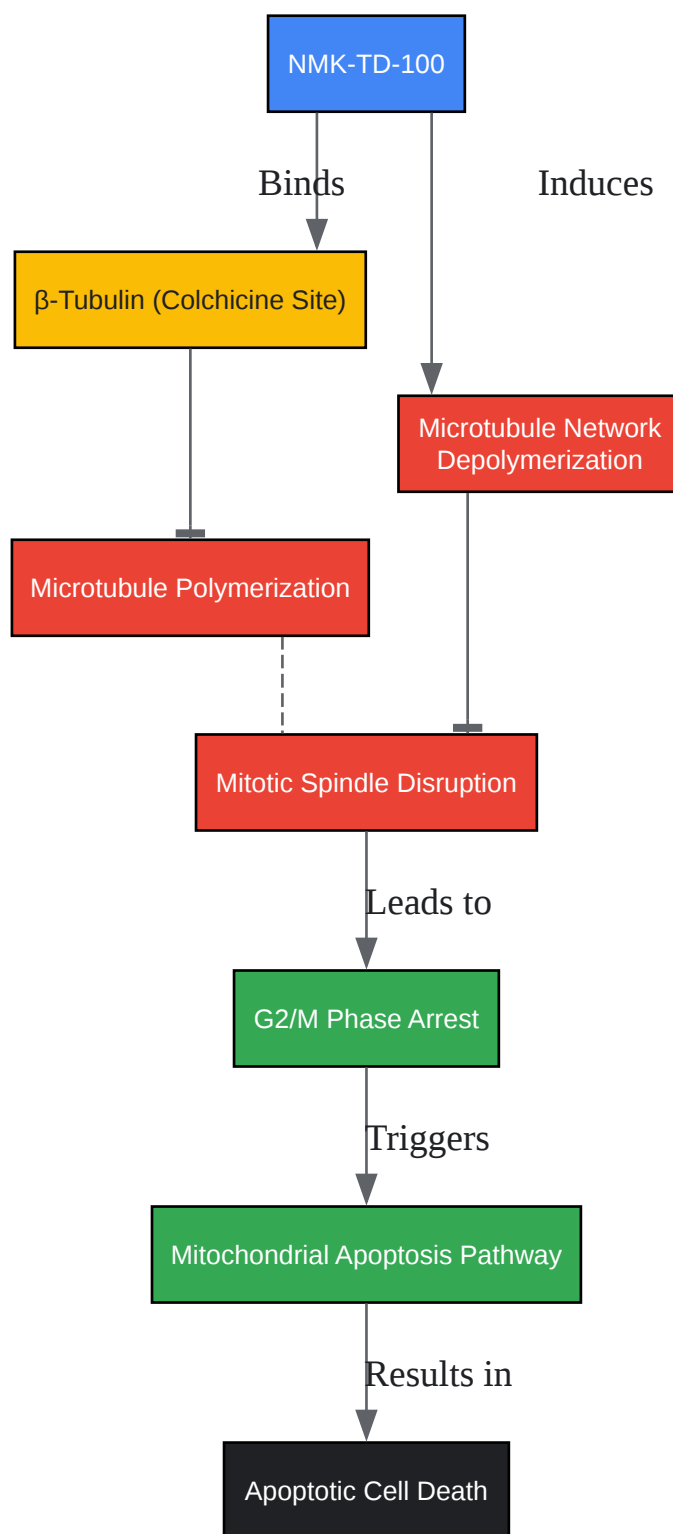 NMK-TD-100
Binds
Induces
β-Tubulin (Colchicine Site)
Microtubule Network
Depolymerization
Microtubule Polymerization
Mitotic Spindle Disruption
Leads to
G2/M Phase Arrest
Triggers
Mitochondrial Apoptosis Pathway
Results in
Apoptotic Cell Death